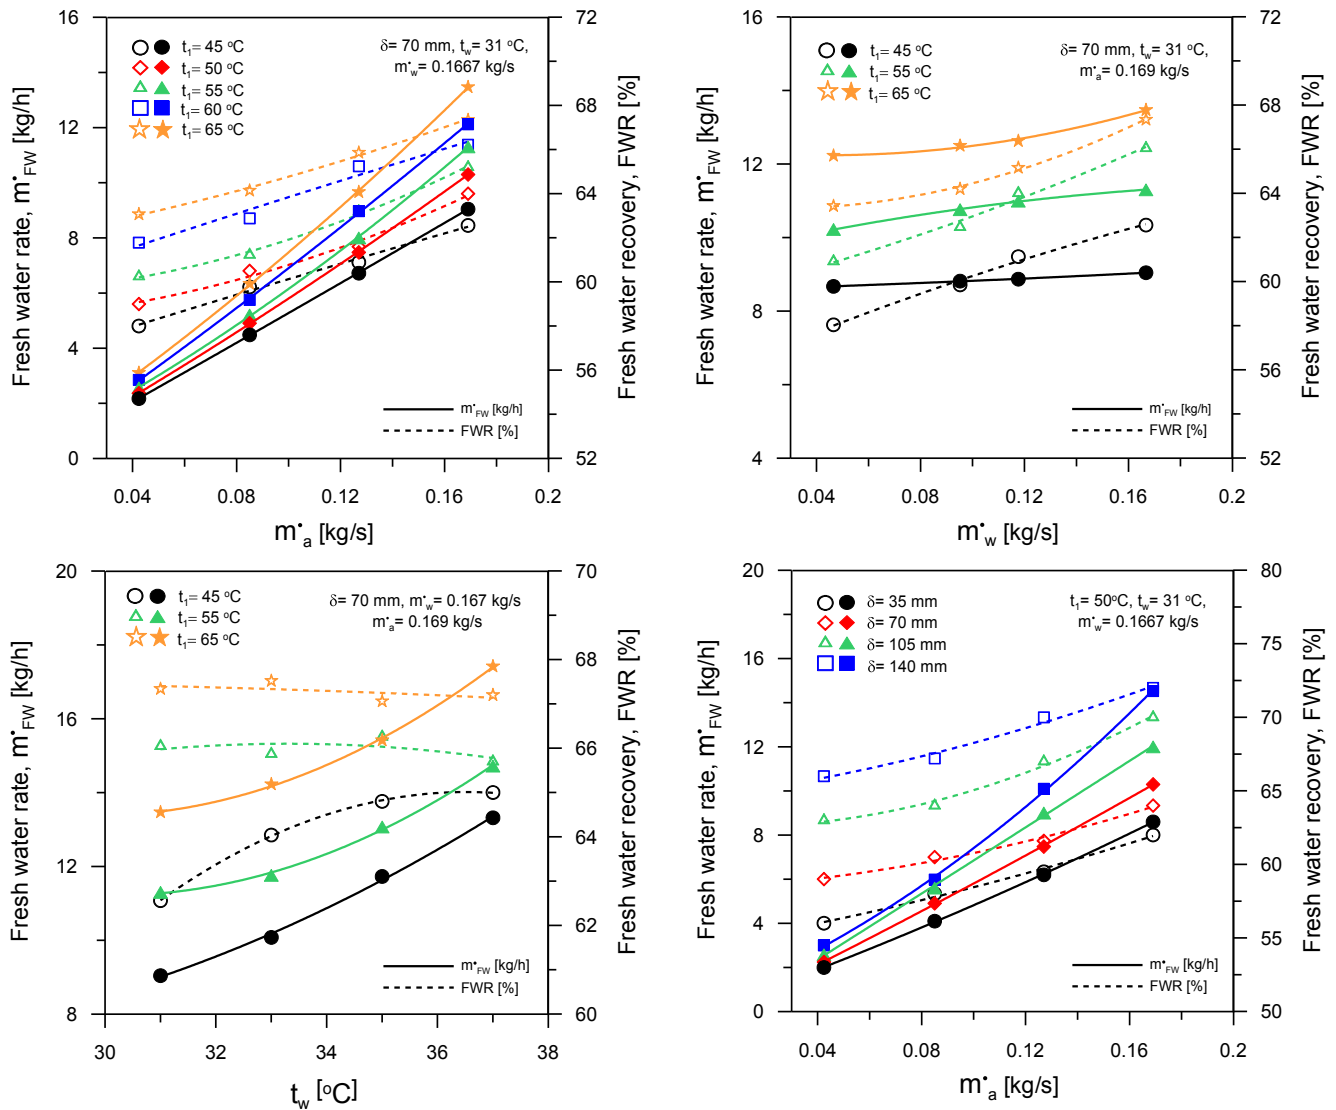 Fresh water rate, m•FW [kg/h]
16
12
8
4
0
t1= 45 ºC
t1= 50 ºC
t1= 55 ºC
t1= 60 ºC
t1= 65 ºC
δ= 70 mm, tw= 31 ºC,
m•w= 0.1667 kg/s
m•FW [kg/h]
FWR [%]
72
68
64
60
56
52
Fresh water recovery, FWR [%]
0.04 0.08 0.12 0.16 0.2
m•a [kg/s]
Fresh water rate, m•FW [kg/h]
16
12
8
4
t1= 45 ºC
t1= 55 ºC
t1= 65 ºC
δ= 70 mm, tw= 31 ºC,
m•a= 0.169 kg/s
m•FW [kg/h]
FWR [%]
72
68
64
60
56
52
Fresh water recovery, FWR [%]
0.04 0.08 0.12 0.16 0.2
m•w [kg/s]
Fresh water rate, m•FW [kg/h]
20
16
12
8
t1= 45 ºC
t1= 55 ºC
t1= 65 ºC
δ= 70 mm, m•w= 0.167 kg/s
m•a= 0.169 kg/s
m•FW [kg/h]
FWR [%]
70
68
66
64
62
60
Fresh water recovery, FWR [%]
30 32 34 36 38
tw [ºC]
Fresh water rate, m•FW [kg/h]
20
16
12
8
4
0
δ= 35 mm
δ= 70 mm
δ= 105 mm
δ= 140 mm
t1= 50ºC, tw= 31 ºC,
m•w= 0.1667 kg/s
m•FW [kg/h]
FWR [%]
80
75
70
65
60
55
50
Fresh water recovery, FWR [%]
0.04 0.08 0.12 0.16 0.2
m•a [kg/s]